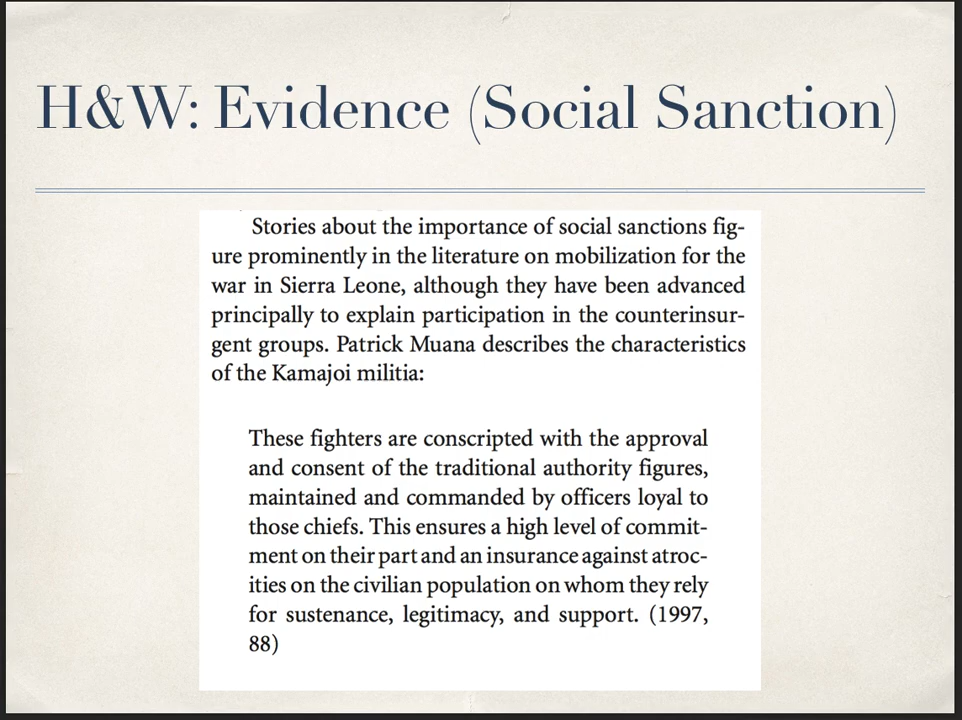 H&W: Evidence (Social Sanction)
Stories about the importance of social sanctions fig-
ure prominently in the literature on mobilization for the
war in Sierra Leone, although they have been advanced
principally to explain participation in the counterinsur-
gent groups. Patrick Muana describes the characteristics
of the Kamajoi militia:
These fighters are conscripted with the approval
and consent of the traditional authority figures,
maintained and commanded by officers loyal to
those chiefs. This ensures a high level of commit-
ment on their part and an insurance against atroc-
ities on the civilian population on whom they rely
for sustenance, legitimacy, and support. (1997,
88)